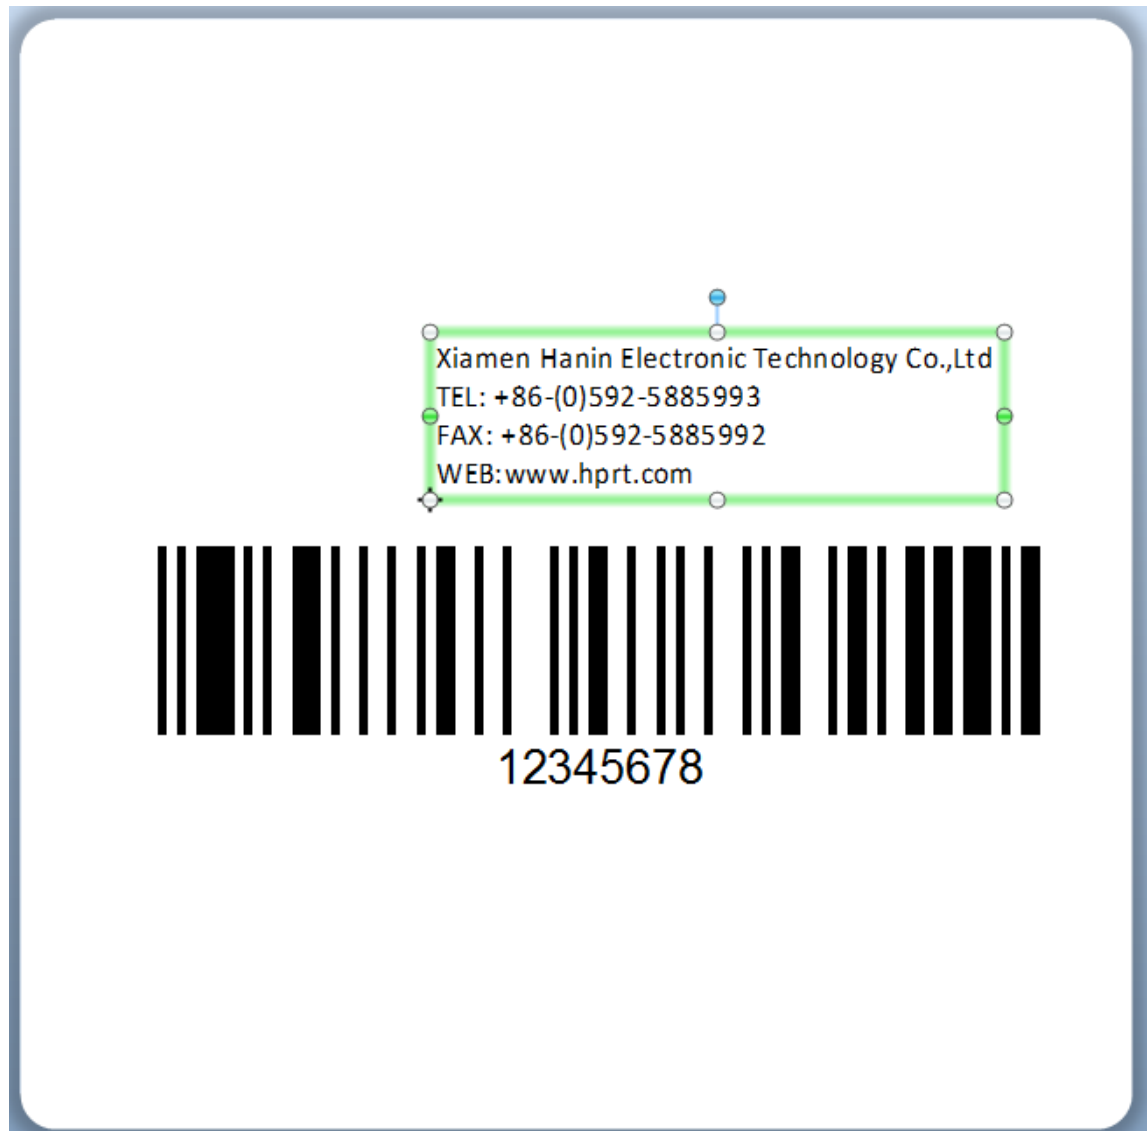 Xiamen Hanin Electronic Technology Co.,Ltd
TEL: +86-(0)592-5885993
FAX: +86-(0)592-5885992
WEB:www.hprt.com
12345678